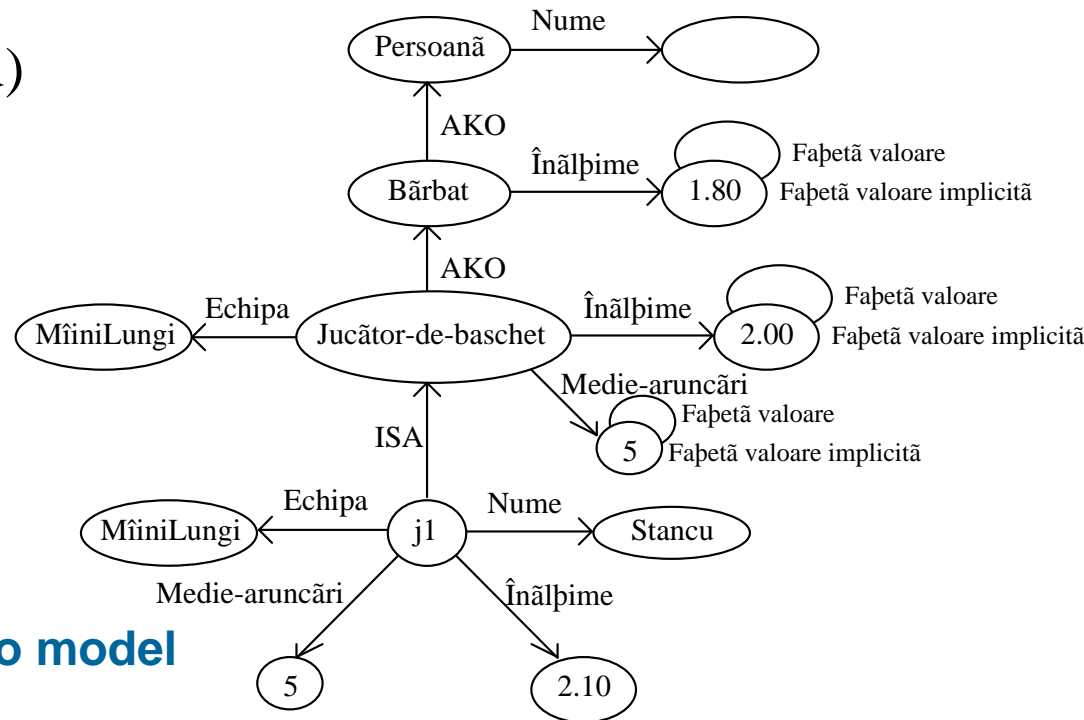 Nume
Persoanã
)
AKO
Faþetã valoare
Înãlþime
Bãrbat
1.80
Faþetã valoare implicitã
AKO
Echipa
Înãlþime
Faþetã valoare
MîiniLungi
Jucãtor-de-baschet
2.00
Faþetã valoare implicitã
Medie-aruncãri
Faþetã valoare
ISA
5
Faþetã valoare implicitã
Echipa
Nume
MîiniLungi
j1
Stancu
Medie-aruncãri
Înãlþime
o model
5
2.10